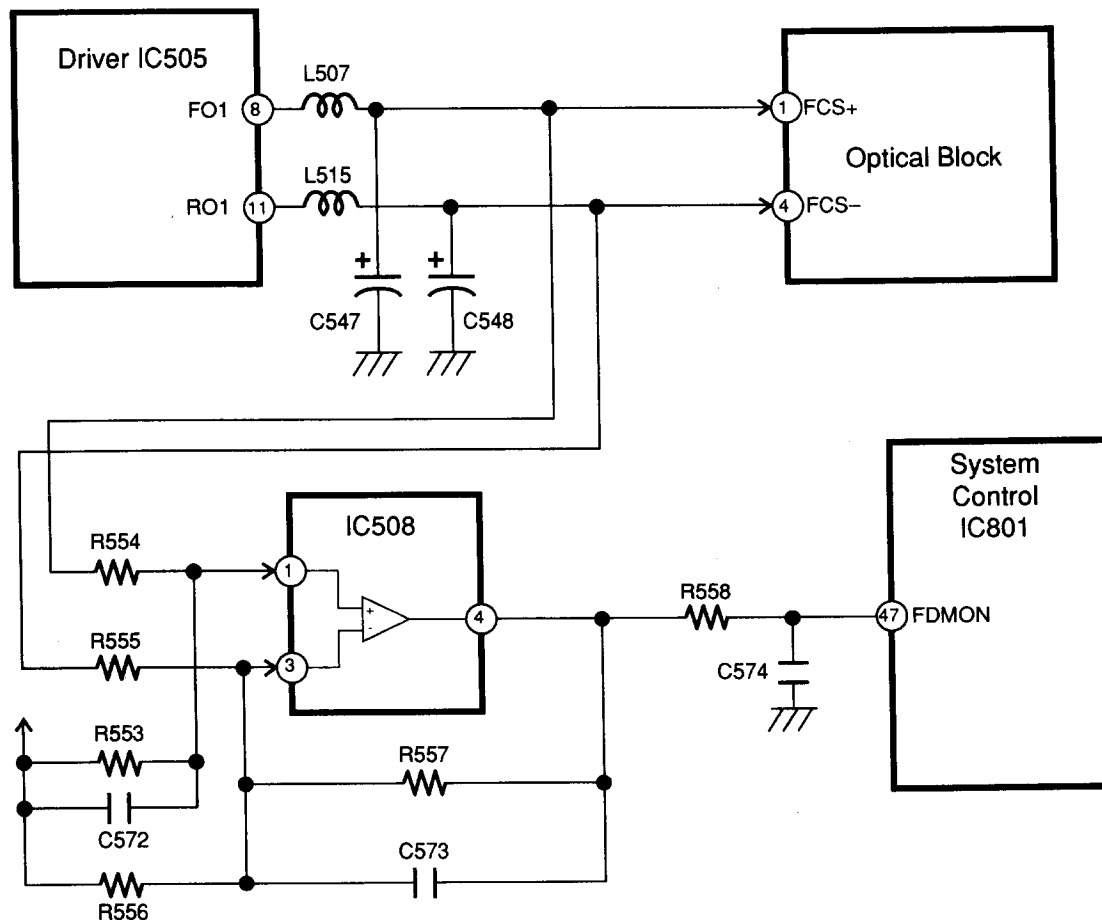 Driver IC505
L507
FO1
8
1
FCS+
Optical Block
L515
RO1
11
4
FCS–
+
+
C547
C548
System
Control
IC801
IC508
R554
1
+
-
4
R558
47
FDMON
R555
3
C574
R553
R557
C572
C573
R556